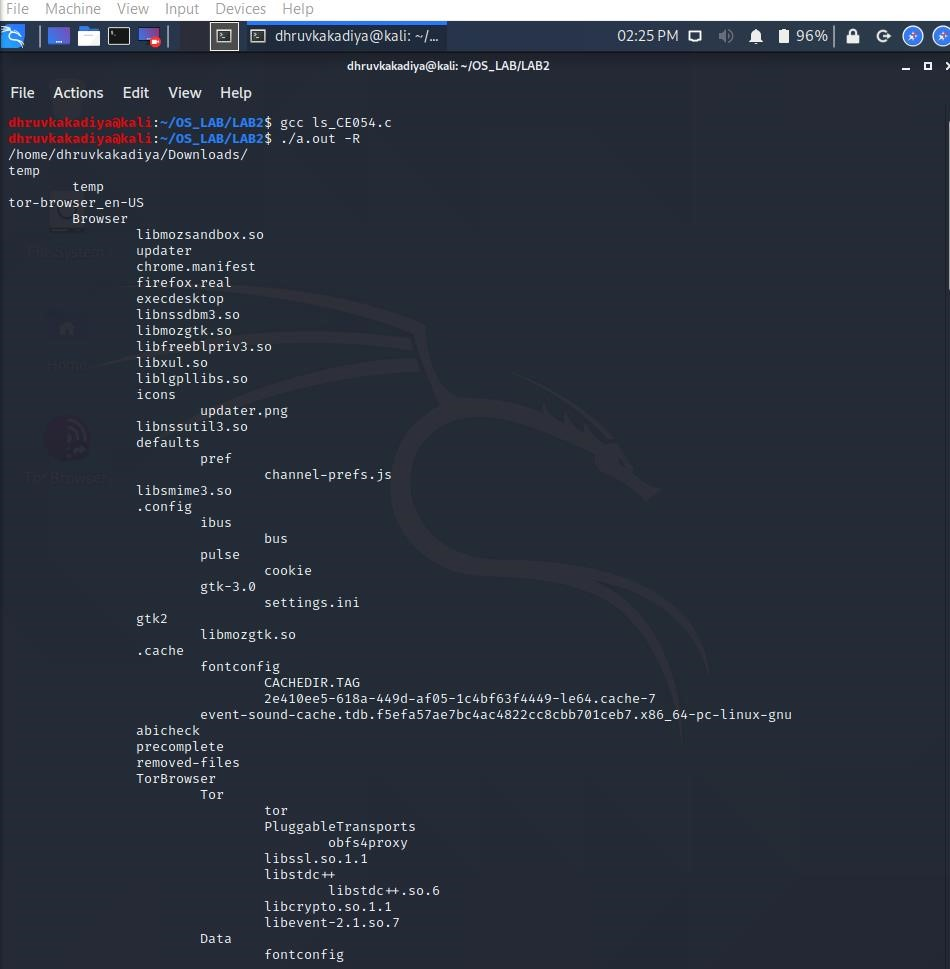 File Machine View Input Devices Help
dhruvkakadiya@kali: ~/... 02:25 PM 96%
dhruvkakadiya@kali: ~/OS_LAB/LAB2
File Actions Edit View Help
dhruvkakadiya@kali:~/OS_LAB/LAB2$ gcc ls_CE054.c
dhruvkakadiya@kali:~/OS_LAB/LAB2$ ./a.out -R
/home/dhruvkakadiya/Downloads/
temp
temp
tor-browser_en-US
Browser
libmozsandbox.so
updater
File System
chrome.manifest
firefox.real
execdesktop
libnssdbm3.so
libmozgtk.so
libfreeblpriv3.so
libxul.so
Home
liblgpllibs.so
icons
updater.png
libnssutil3.so
defaults
pref
channel-prefs.js
Tor Browser
libsmime3.so
.config
ibus
bus
pulse
cookie
gtk-3.0
settings.ini
gtk2
libmozgtk.so
.cache
fontconfig
CACHEDIR.TAG
2e410ee5-618a-449d-af05-1c4bf63f4449-le64.cache-7
event-sound-cache.tdb.f5efa57ae7bc4ac4822cc8cbb701ceb7.x86_64-pc-linux-gnu
abicheck
precomplete
removed-files
TorBrowser
Tor
tor
PluggableTransports
obfs4proxy
libssl.so.1.1
libstdc++
libstdc++.so.6
libcrypto.so.1.1
libevent-2.1.so.7
Data
fontconfig